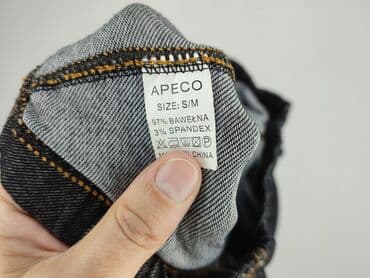 APECO
SIZE: S/M
97% BAWEŁNA
3% SPANDEX
MADE IN CHINA